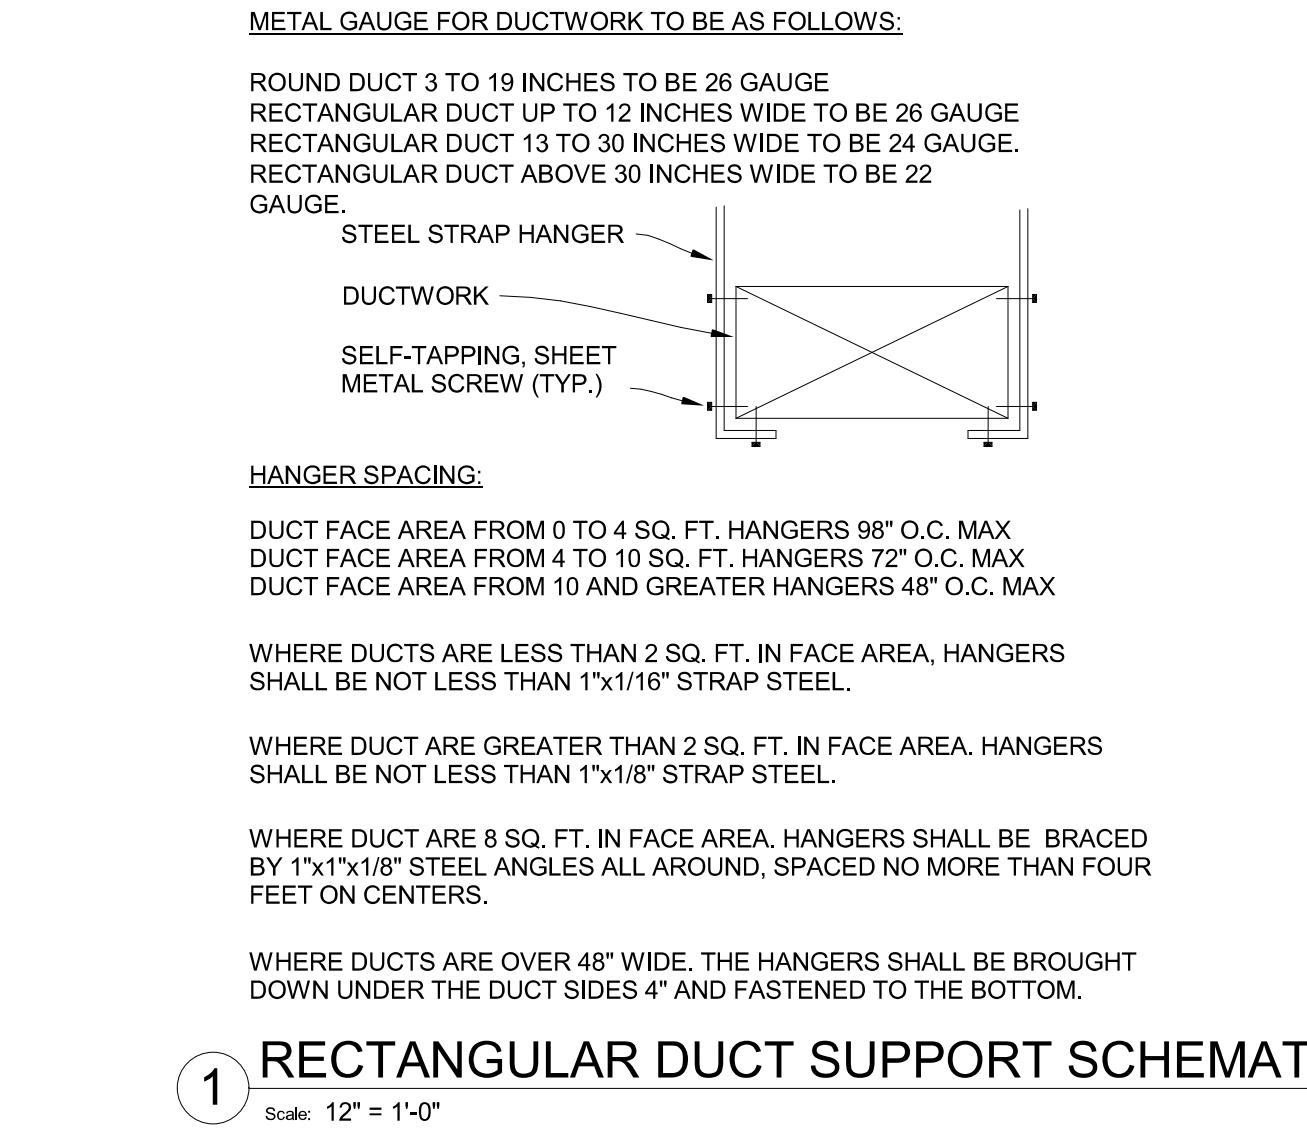 METAL GAUGE FOR DUCTWORK TO BE AS FOLLOWS:
ROUND DUCT 3 TO 19 INCHES TO BE 26 GAUGE
RECTANGULAR DUCT UP TO 12 INCHES WIDE TO BE 26 GAUGE
RECTANGULAR DUCT 13 TO 30 INCHES WIDE TO BE 24 GAUGE.
RECTANGULAR DUCT ABOVE 30 INCHES WIDE TO BE 22
GAUGE.
STEEL STRAP HANGER
DUCTWORK
SELF-TAPPING, SHEET
METAL SCREW (TYP.)
HANGER SPACING:
DUCT FACE AREA FROM 0 TO 4 SQ. FT. HANGERS 98" O.C. MAX
DUCT FACE AREA FROM 4 TO 10 SQ. FT. HANGERS 72" O.C. MAX
DUCT FACE AREA FROM 10 AND GREATER HANGERS 48" O.C. MAX
WHERE DUCTS ARE LESS THAN 2 SQ. FT. IN FACE AREA, HANGERS
SHALL BE NOT LESS THAN 1"x1/16" STRAP STEEL.
WHERE DUCT ARE GREATER THAN 2 SQ. FT. IN FACE AREA. HANGERS
SHALL BE NOT LESS THAN 1"x1/8" STRAP STEEL.
WHERE DUCT ARE 8 SQ. FT. IN FACE AREA. HANGERS SHALL BE BRACED
BY 1"x1"x1/8" STEEL ANGLES ALL AROUND, SPACED NO MORE THAN FOUR
FEET ON CENTERS.
WHERE DUCTS ARE OVER 48" WIDE. THE HANGERS SHALL BE BROUGHT
DOWN UNDER THE DUCT SIDES 4" AND FASTENED TO THE BOTTOM.
1 RECTANGULAR DUCT SUPPORT SCHEMAT
Scale: 12" = 1'-0"